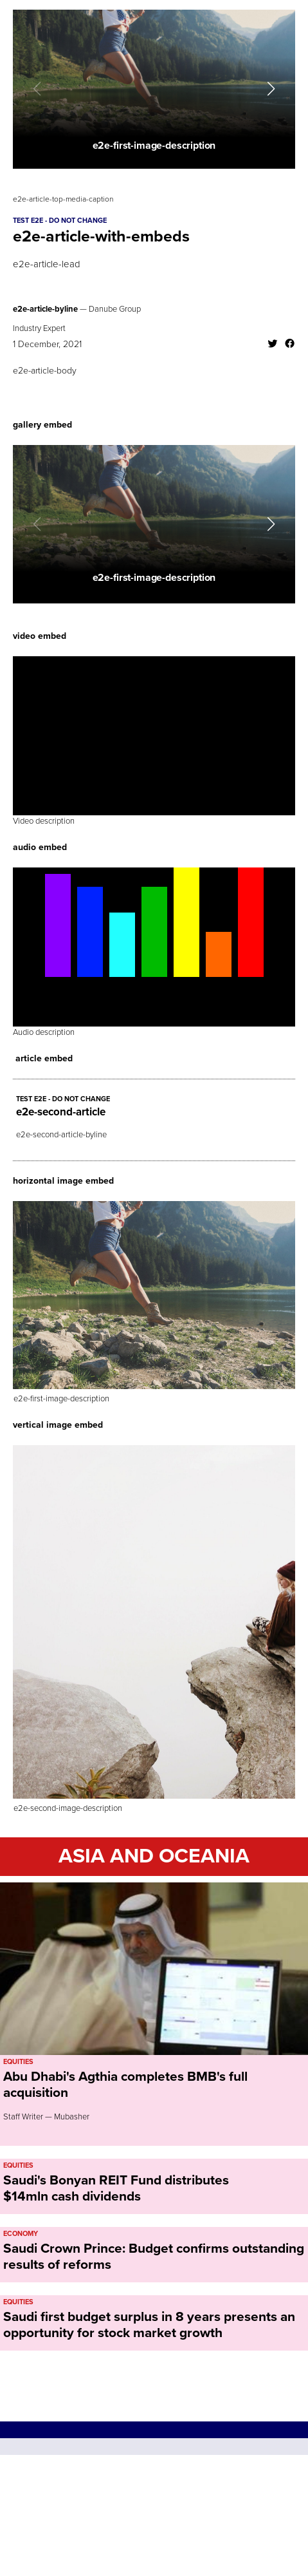 e2e-first-image-description
e2e-article-top-media-caption
TEST E2E - DO NOT CHANGE
e2e-article-with-embeds
e2e-article-lead
e2e-article-byline — Danube Group
Industry Expert
1 December, 2021
e2e-article-body
gallery embed
e2e-first-image-description
video embed
Video description
audio embed
Audio description
article embed
TEST E2E - DO NOT CHANGE
e2e-second-article
e2e-second-article-byline
horizontal image embed
e2e-first-image-description
vertical image embed
e2e-second-image-description
ASIA AND OCEANIA
EQUITIES
Abu Dhabi's Agthia completes BMB's full
acquisition
Staff Writer — Mubasher
EQUITIES
Saudi's Bonyan REIT Fund distributes
$14mln cash dividends
ECONOMY
Saudi Crown Prince: Budget confirms outstanding
results of reforms
EQUITIES
Saudi first budget surplus in 8 years presents an
opportunity for stock market growth